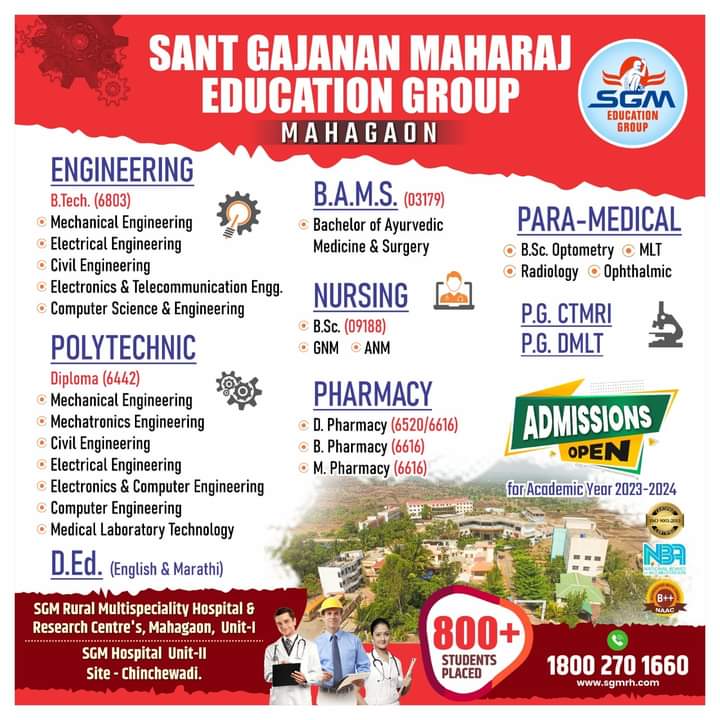 SANT GAJANAN MAHARAJ
EDUCATION GROUP
MAHAGAON
SGM
EDUCATION
GROUP
ENGINEERING
B.Tech. (6803)
Mechanical Engineering
Electrical Engineering
Civil Engineering
Electronics & Telecommunication Engg.
Computer Science & Engineering
POLYTECHNIC
Diploma (6442)
Mechanical Engineering
Mechatronics Engineering
Civil Engineering
Electrical Engineering
Electronics & Computer Engineering
Computer Engineering
Medical Laboratory Technology
D.Ed. (English & Marathi)
B.A.M.S. (03179)
Bachelor of Ayurvedic
Medicine & Surgery
NURSING
B.Sc. (09188)
GNM ANM
PHARMACY
D. Pharmacy (6520/6616)
B. Pharmacy (6616)
M. Pharmacy (6616)
PARA-MEDICAL
B.Sc. Optometry MLT
Radiology Ophthalmic
P.G. CTMRI
P.G. DMLT
ADMISSIONS
OPEN
for Academic Year 2023-2024
NBA
NATIONAL BOARD
B++
NAAC
SGM Rural Multispeciality Hospital &
Research Centre's, Mahagaon, Unit-I
SGM Hospital Unit-II
Site - Chinchewadi.
800+
STUDENTS
PLACED
1800 270 1660
www.sgmrh.com